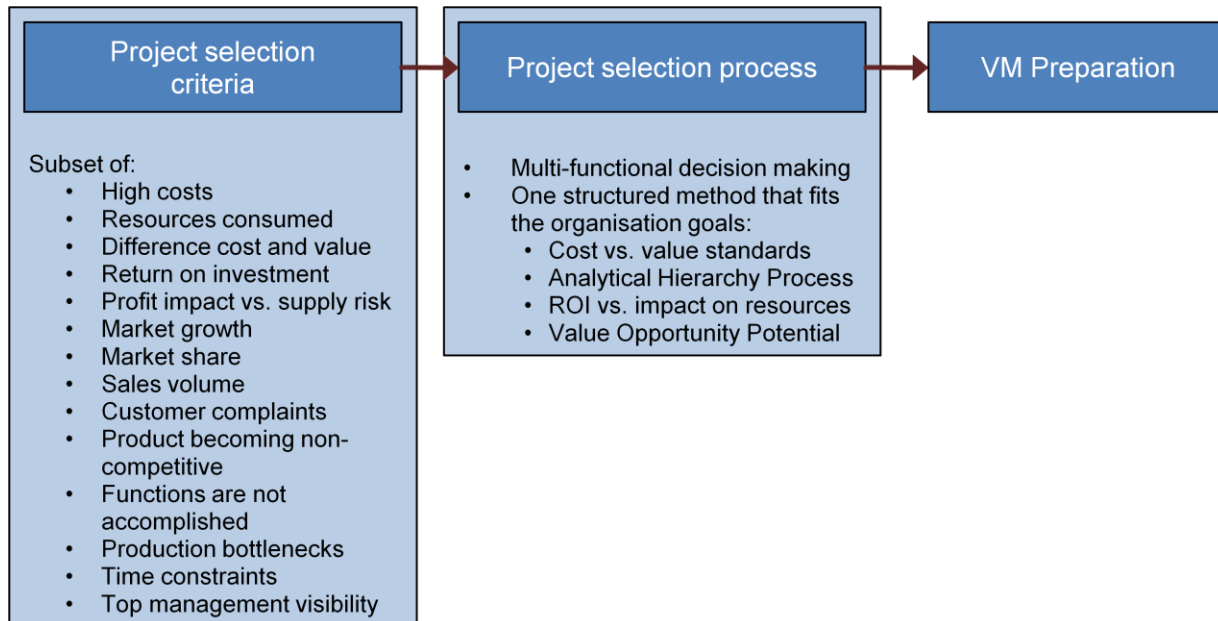 Project selection
criteria
Subset of:
• High costs
• Resources consumed
• Difference cost and value
• Return on investment
• Profit impact vs. supply risk
• Market growth
• Market share
• Sales volume
• Customer complaints
• Product becoming non-
competitive
• Functions are not
accomplished
• Production bottlenecks
• Time constraints
• Top management visibility
Project selection process
• Multi-functional decision making
• One structured method that fits
the organisation goals:
• Cost vs. value standards
• Analytical Hierarchy Process
• ROI vs. impact on resources
• Value Opportunity Potential
VM Preparation